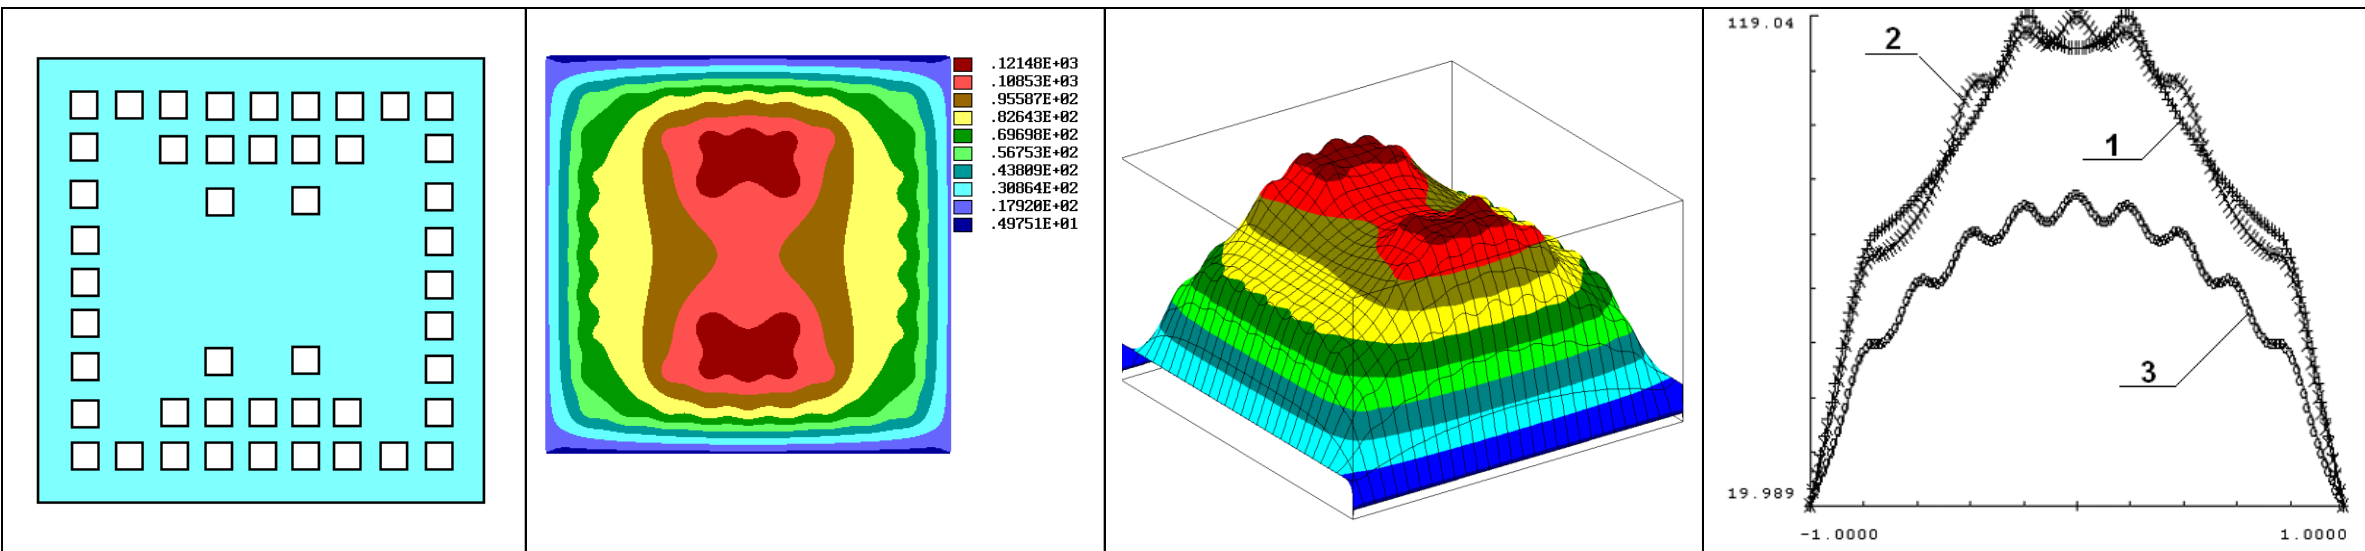 .12148E+03
.10853E+03
.95587E+02
.82643E+02
.69698E+02
.56753E+02
.43809E+02
.30864E+02
.17920E+02
.49751E+01
119.04
2
1
3
19.989
-1.0000 1.0000